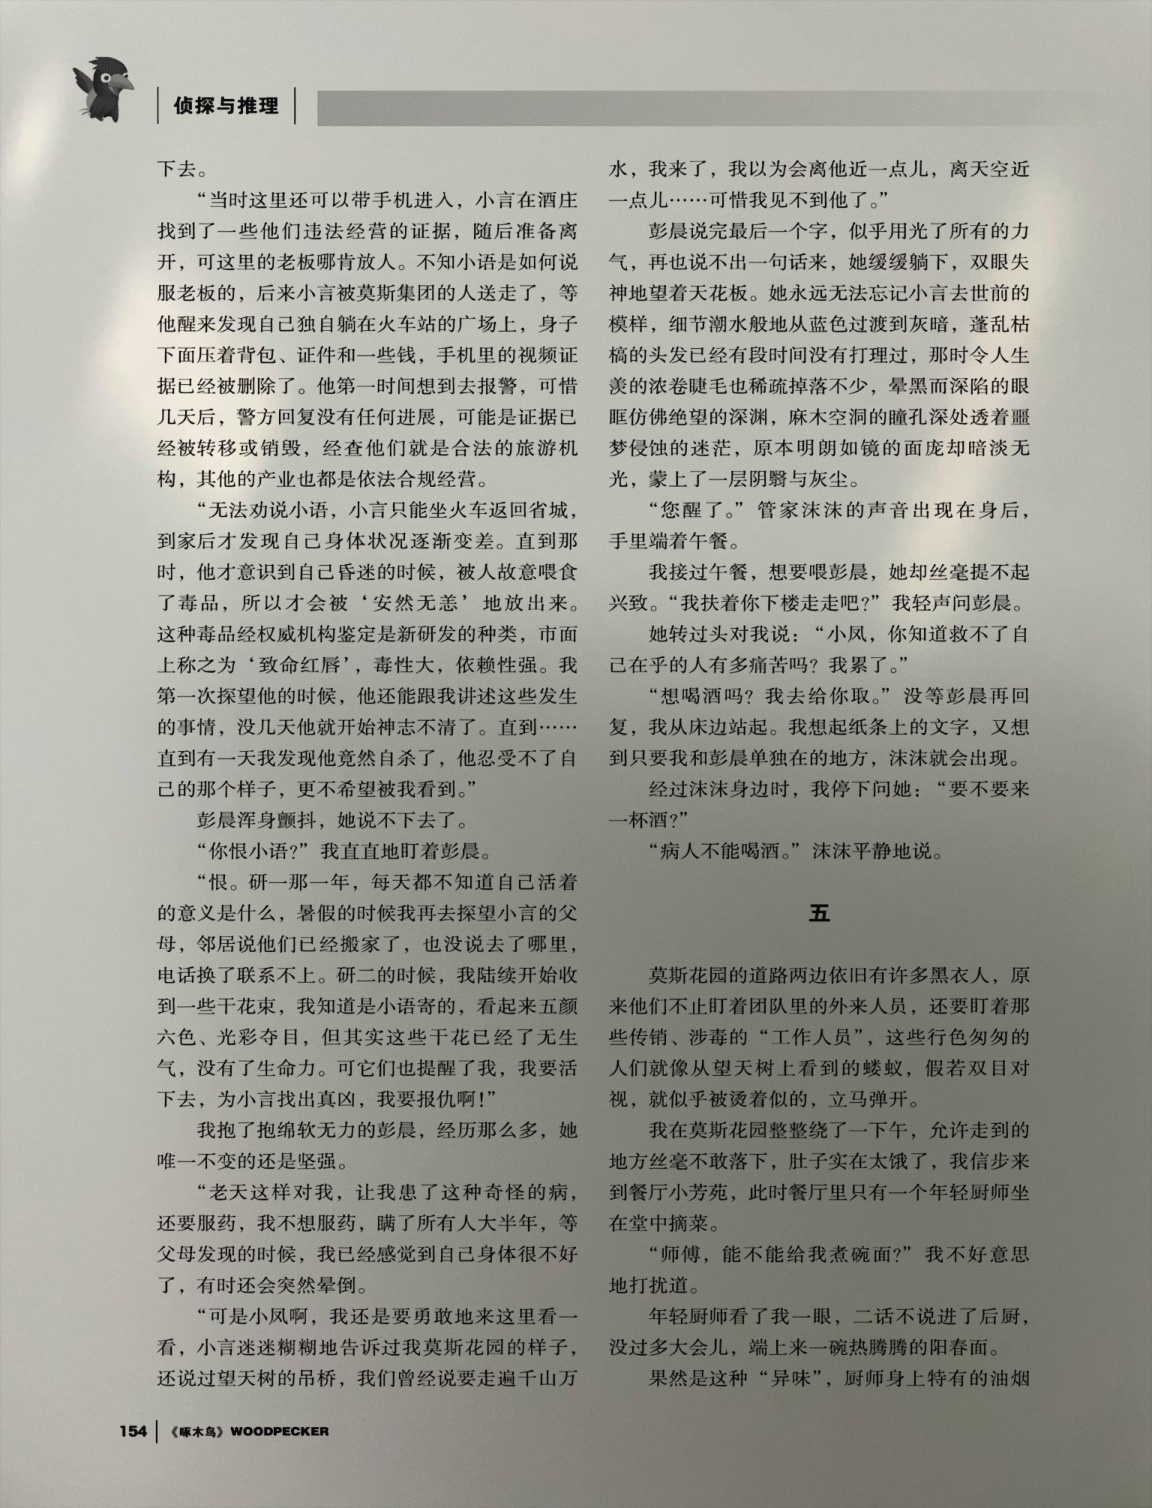 侦探与推理
下去。
“当时这里还可以带手机进入，小言在酒庄
找到了一些他们违法经营的证据，随后准备离
开，可这里的老板哪肯放人。不知小语是如何说
服老板的，后来小言被莫斯集团的人送走了，等
他醒来发现自己独自躺在火车站的广场上，身子
下面压着背包、证件和一些钱，手机里的视频证
据已经被删除了。他第一时间想到去报警，可惜
几天后，警方回复没有任何进展，可能是证据已
经被转移或销毁，经查他们就是合法的旅游机
构，其他的产业也都是依法合规经营。
“无法劝说小语，小言只能坐火车返回省城，
到家后才发现自己身体状况逐渐变差。直到那
时，他才意识到自己昏迷的时候，被人故意喂食
了毒品，所以才会被‘安然无恙’地放出来。
这种毒品经权威机构鉴定是新研发的种类，市面
上称之为‘致命红唇’，毒性大，依赖性强。我
第一次探望他的时候，他还能跟我讲述这些发生
的事情，没几天他就开始神志不清了。直到……
直到有一天我发现他竟然自杀了，他忍受不了自
己的那个样子，更不希望被我看到。”
彭晨浑身颤抖，她说不下去了。
“你恨小语?”我直直地盯着彭晨。
“恨。研一那一年，每天都不知道自己活着
的意义是什么，暑假的时候我再去探望小言的父
母，邻居说他们已经搬家了，也没说去了哪里，
电话换了联系不上。研二的时候，我陆续开始收
到一些干花束，我知道是小语寄的，看起来五颜
六色、光彩夺目，但其实这些干花已经了无生
气，没有了生命力。可它们也提醒了我，我要活
下去，为小言找出真凶，我要报仇啊!”
我抱了抱绵软无力的彭晨，经历那么多，她
唯一不变的还是坚强。
“老天这样对我，让我患了这种奇怪的病，
还要服药，我不想服药，瞒了所有人大半年，等
父母发现的时候，我已经感觉到自己身体很不好
了，有时还会突然晕倒。
“可是小凤啊，我还是要勇敢地来这里看一
看，小言迷迷糊糊地告诉过我莫斯花园的样子，
还说过望天树的吊桥，我们曾经说要走遍千山万
水，我来了，我以为会离他近一点儿，离天空近
一点儿……可惜我见不到他了。”
彭晨说完最后一个字，似乎用光了所有的力
气，再也说不出一句话来，她缓缓躺下，双眼失
神地望着天花板。她永远无法忘记小言去世前的
模样，细节潮水般地从蓝色过渡到灰暗，蓬乱枯
槁的头发已经有段时间没有打理过，那时令人生
羡的浓卷睫毛也稀疏掉落不少，晕黑而深陷的眼
眶仿佛绝望的深渊，麻木空洞的瞳孔深处透着噩
梦侵蚀的迷茫，原本明朗如镜的面庞却暗淡无
光，蒙上了一层阴翳与灰尘。
“您醒了。”管家沫沫的声音出现在身后，
手里端着午餐。
我接过午餐，想要喂彭晨，她却丝毫提不起
兴致。“我扶着你下楼走走吧?”我轻声问彭晨。
她转过头对我说：“小凤，你知道救不了自
己在乎的人有多痛苦吗？我累了。”
“想喝酒吗？我去给你取。”没等彭晨再回
复，我从床边站起。我想起纸条上的文字，又想
到只要我和彭晨单独在的地方，沫沫就会出现。
经过沫沫身边时，我停下问她：“要不要来
一杯酒?”
“病人不能喝酒。”沫沫平静地说。
五
莫斯花园的道路两边依旧有许多黑衣人，原
来他们不止盯着团队里的外来人员，还要盯着那
些传销、涉毒的“工作人员”，这些行色匆匆的
人们就像从望天树上看到的蝼蚁，假若双目对
视，就似乎被烫着似的，立马弹开。
我在莫斯花园整整绕了一下午，允许走到的
地方丝毫不敢落下，肚子实在太饿了，我信步来
到餐厅小芳苑，此时餐厅里只有一个年轻厨师坐
在堂中摘菜。
“师傅，能不能给我煮碗面?”我不好意思
地打扰道。
年轻厨师看了我一眼，二话不说进了后厨，
没过多大会儿，端上来一碗热腾腾的阳春面。
果然是这种“异味”，厨师身上特有的油烟
154 《啄木鸟》WOODPECKER